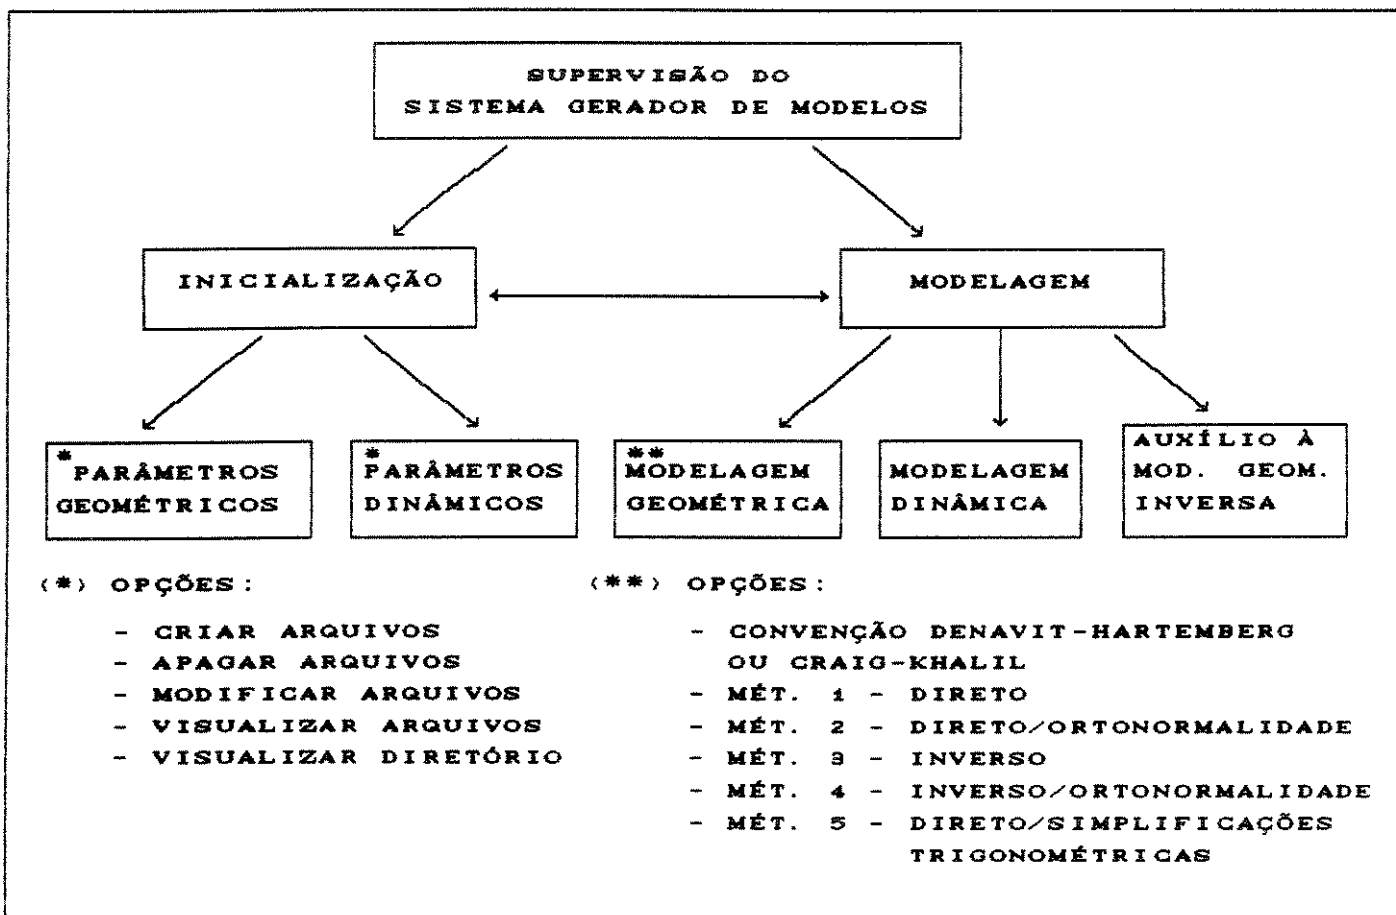 SUPERVISÃO DO
SISTEMA GERADOR DE MODELOS
INICIALIZAÇÃO
MODELAGEM
*PARÂMETROS
GEOMÉTRICOS
*
PARÂMETROS
DINÂMICOS
**
MODELAGEM
GEOMÉTRICA
MODELAGEM
DINÂMICA
AUXÍLIO À
MOD. GEOM.
INVERSA
(*) OPÇÕES:
- CRIAR ARQUIVOS
- APAGAR ARQUIVOS
- MODIFICAR ARQUIVOS
- VISUALIZAR ARQUIVOS
- VISUALIZAR DIRETÓRIO
(**) OPÇÕES:
- CONVENÇÃO DENAVIT-HARTEMBERG
OU CRAIG-KHALIL
- MÉT. 1 - DIRETO
- MÉT. 2 - DIRETO/ORTONORMALIDADE
- MÉT. 3 - INVERSO
- MÉT. 4 - INVERSO/ORTONORMALIDADE
- MÉT. 5 - DIRETO/SIMPLIFICAÇÕES
TRIGONOMÉTRICAS